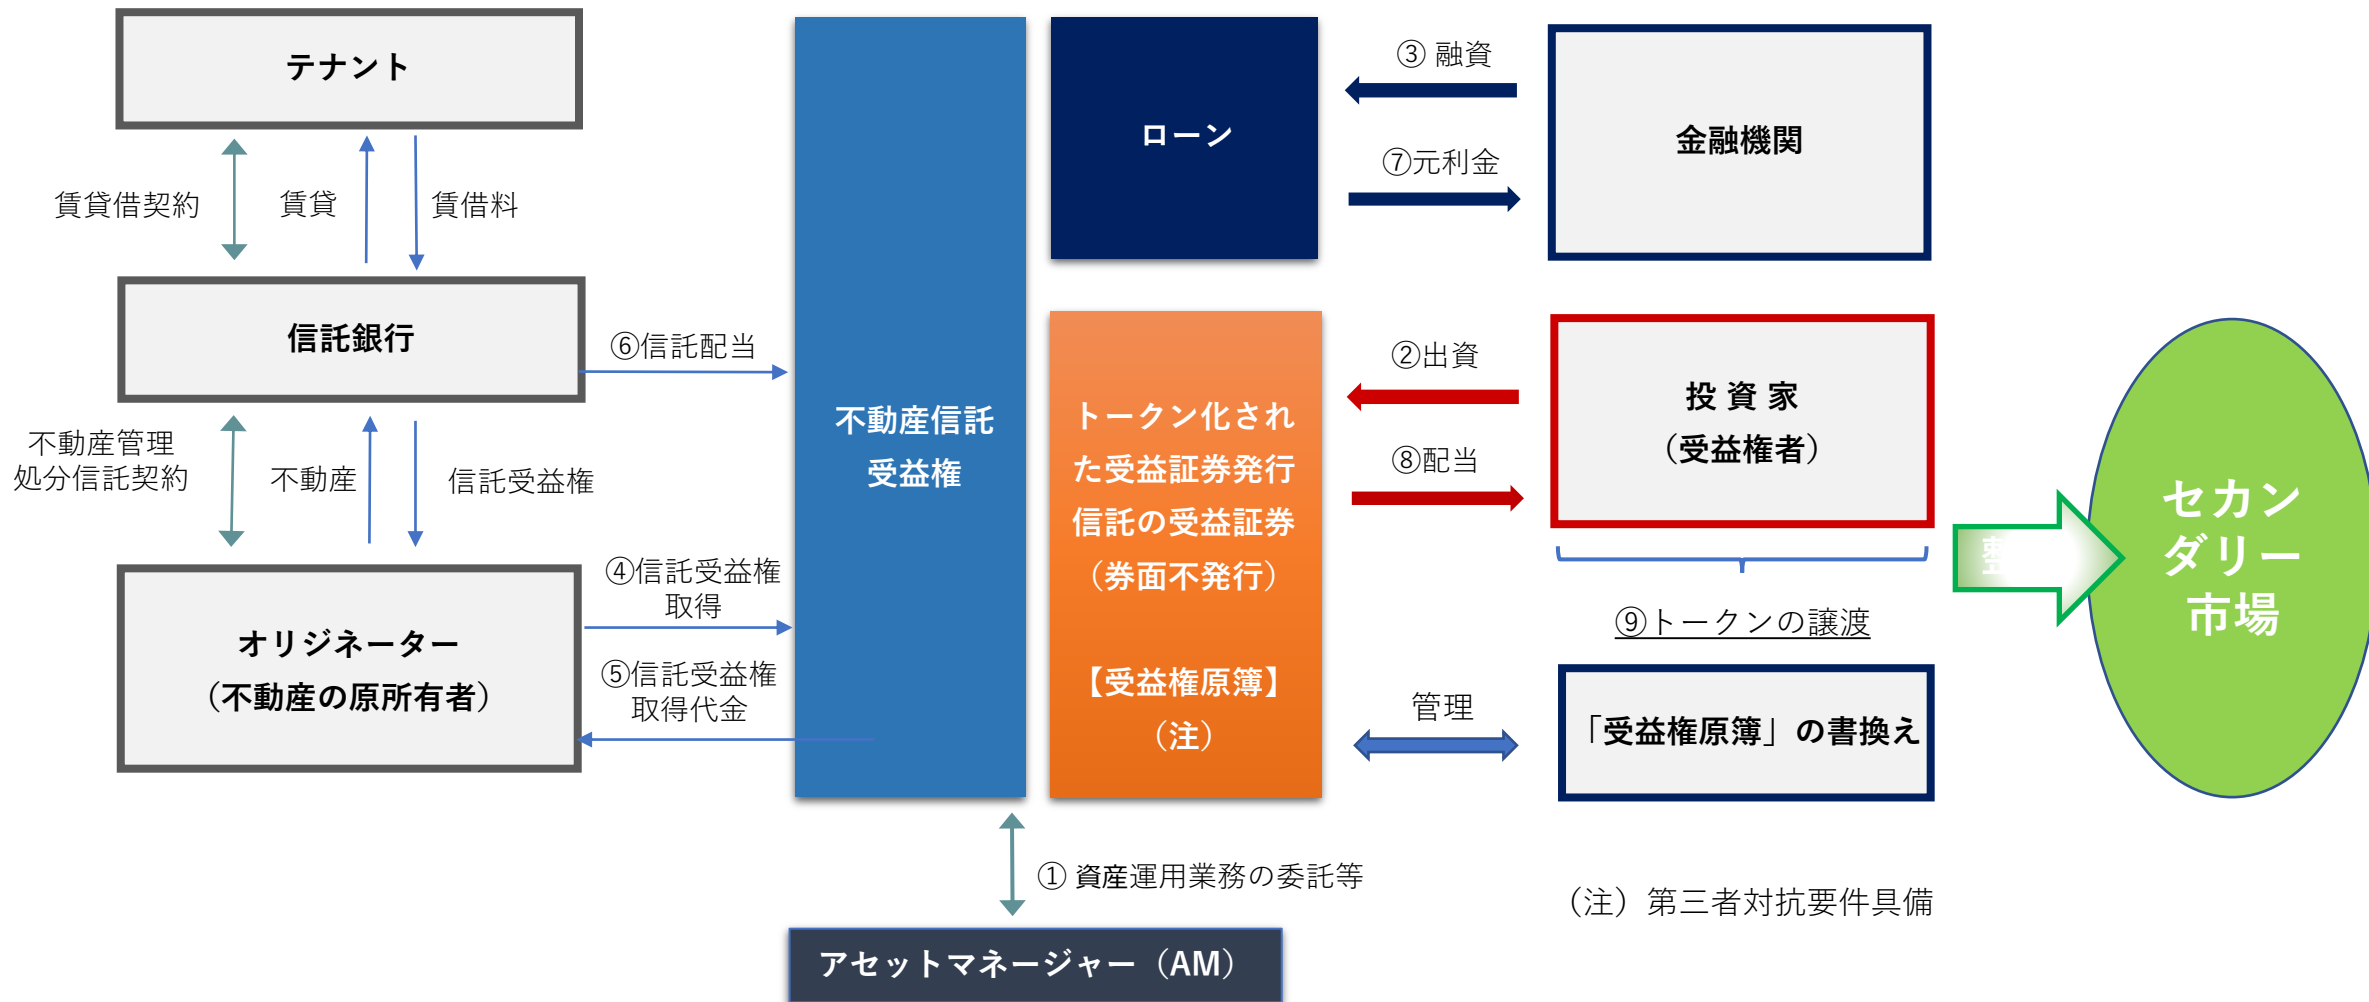 テナント
賃貸借契約
賃貸
賃借料
信託銀行
不動産管理
処分信託契約
不動産
信託受益権
オリジネーター
（不動産の原所有者）
⑥信託配当
④信託受益権
取得
⑤信託受益権
取得代金
不動産信託
受益権
ローン
③ 融資
⑦元利金
金融機関
トークン化され
た受益証券発行
信託の受益証券
（券面不発行）
【受益権原簿】
（注）
②出資
⑧配当
投 資 家
（受益権者）
⑨トークンの譲渡
管理
「受益権原簿」の書換え
セカン
ダリー
市場
① 資産運用業務の委託等
（注）第三者対抗要件具備
アセットマネージャー（AM）